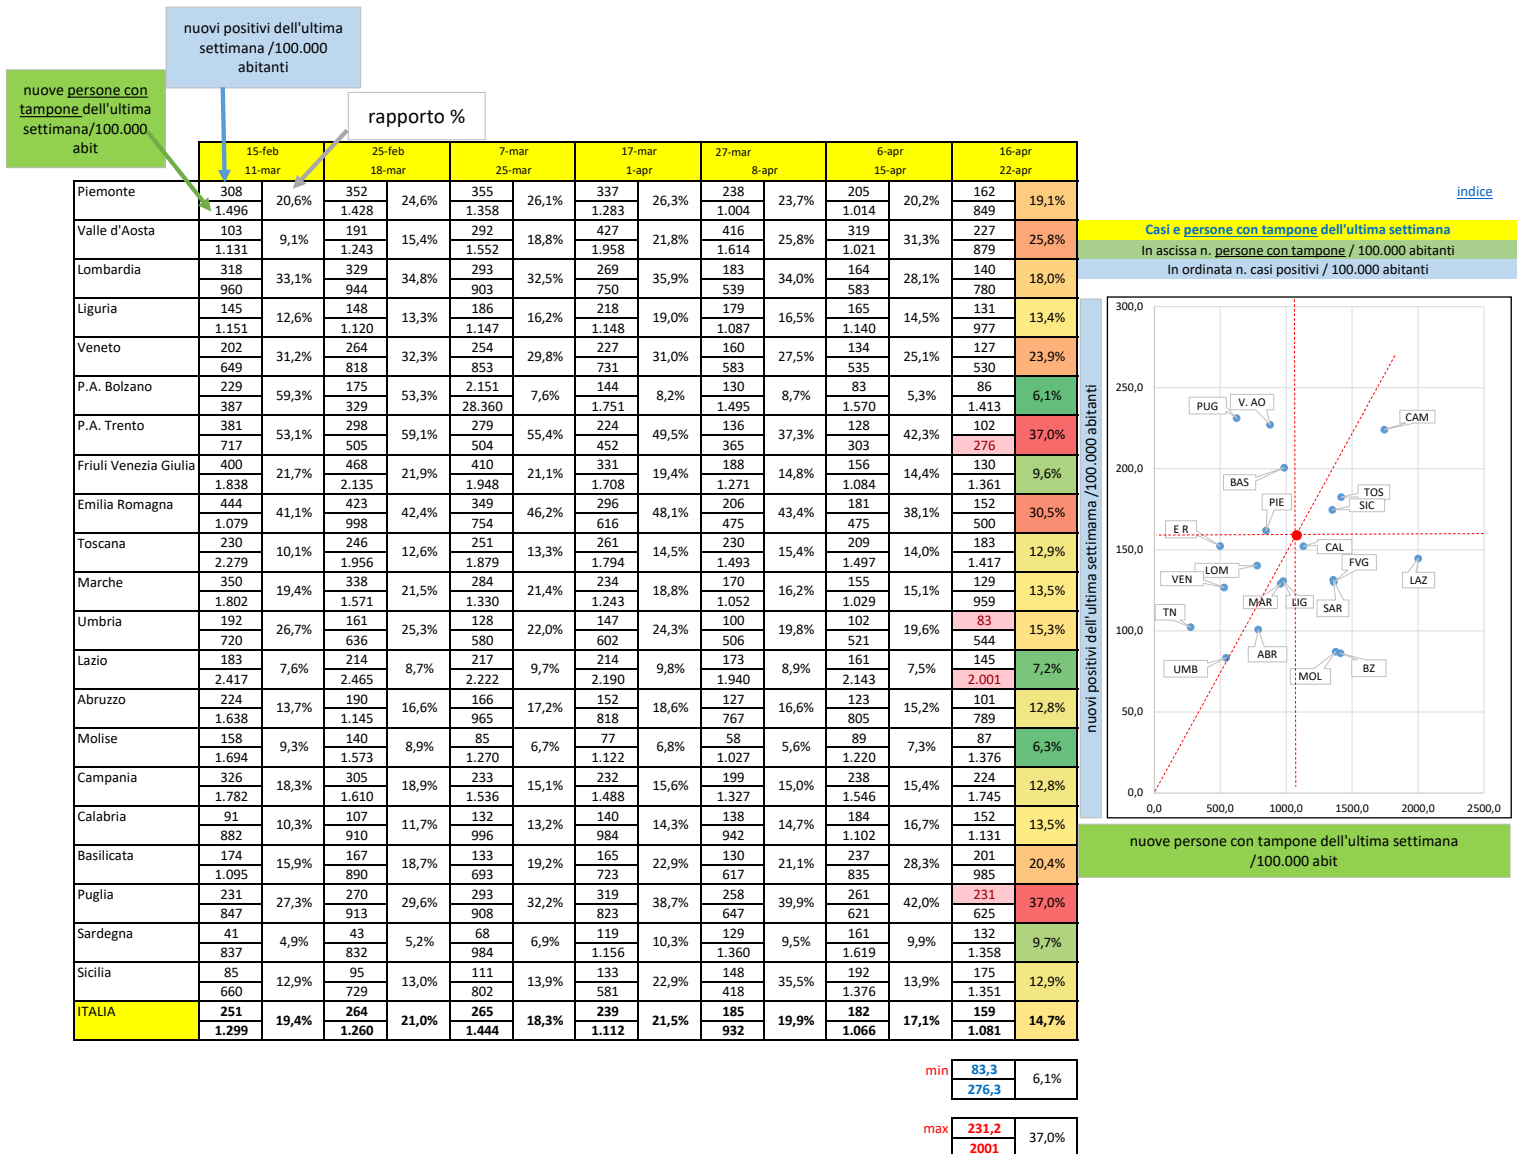 nuovi positivi dell'ultima
settimana /100.000
abitanti
nuove persone con
tampone dell'ultima
settimana/100.000
abit
rapporto %
15-feb 25-feb 7-mar 17-mar 27-mar 6-apr 16-apr
11-mar 18-mar 25-mar 1-apr 8-apr 15-apr 22-apr
Piemonte 308 20,6% 352 24,6% 355 26,1% 337 26,3% 238 23,7% 205 20,2% 162 19,1%
1.496 1.428 1.358 1.283 1.004 1.014 849
Valle d'Aosta 103 9,1% 191 15,4% 292 18,8% 427 21,8% 416 25,8% 319 31,3% 227 25,8%
1.131 1.243 1.552 1.958 1.614 1.021 879
Lombardia 318 33,1% 329 34,8% 293 32,5% 269 35,9% 183 34,0% 164 28,1% 140 18,0%
960 944 903 750 539 583 780
Liguria 145 12,6% 148 13,3% 186 16,2% 218 19,0% 179 16,5% 165 14,5% 131 13,4%
1.151 1.120 1.147 1.148 1.087 1.140 977
Veneto 202 31,2% 264 32,3% 254 29,8% 227 31,0% 160 27,5% 134 25,1% 127 23,9%
649 818 853 731 583 535 530
P.A. Bolzano 229 59,3% 175 53,3% 2.151 7,6% 144 8,2% 130 8,7% 83 5,3% 86 6,1%
387 329 28.360 1.751 1.495 1.570 1.413
P.A. Trento 381 53,1% 298 59,1% 279 55,4% 224 49,5% 136 37,3% 128 42,3% 102 37,0%
717 505 504 452 365 303 276
Friuli Venezia Giulia 400 21,7% 468 21,9% 410 21,1% 331 19,4% 188 14,8% 156 14,4% 130 9,6%
1.838 2.135 1.948 1.708 1.271 1.084 1.361
Emilia Romagna 444 41,1% 423 42,4% 349 46,2% 296 48,1% 206 43,4% 181 38,1% 152 30,5%
1.079 998 754 616 475 475 500
Toscana 230 10,1% 246 12,6% 251 13,3% 261 14,5% 230 15,4% 209 14,0% 183 12,9%
2.279 1.956 1.879 1.794 1.493 1.497 1.417
Marche 350 19,4% 338 21,5% 284 21,4% 234 18,8% 170 16,2% 155 15,1% 129 13,5%
1.802 1.571 1.330 1.243 1.052 1.029 959
Umbria 192 26,7% 161 25,3% 128 22,0% 147 24,3% 100 19,8% 102 19,6% 83 15,3%
720 636 580 602 506 521 544
Lazio 183 7,6% 214 8,7% 217 9,7% 214 9,8% 173 8,9% 161 7,5% 145 7,2%
2.417 2.465 2.222 2.190 1.940 2.143 2.001
Abruzzo 224 13,7% 190 16,6% 166 17,2% 152 18,6% 127 16,6% 123 15,2% 101 12,8%
1.638 1.145 965 818 767 805 789
Molise 158 9,3% 140 8,9% 85 6,7% 77 6,8% 58 5,6% 89 7,3% 87 6,3%
1.694 1.573 1.270 1.122 1.027 1.220 1.376
Campania 326 18,3% 305 18,9% 233 15,1% 232 15,6% 199 15,0% 238 15,4% 224 12,8%
1.782 1.610 1.536 1.488 1.327 1.546 1.745
Calabria 91 10,3% 107 11,7% 132 13,2% 140 14,3% 138 14,7% 184 16,7% 152 13,5%
882 910 996 984 942 1.102 1.131
Basilicata 174 15,9% 167 18,7% 133 19,2% 165 22,9% 130 21,1% 237 28,3% 201 20,4%
1.095 890 693 723 617 835 985
Puglia 231 27,3% 270 29,6% 293 32,2% 319 38,7% 258 39,9% 261 42,0% 231 37,0%
847 913 908 823 647 621 625
Sardegna 41 4,9% 43 5,2% 68 6,9% 119 10,3% 129 9,5% 161 9,9% 132 9,7%
837 832 984 1.156 1.360 1.619 1.358
Sicilia 85 12,9% 95 13,0% 111 13,9% 133 22,9% 148 35,5% 192 13,9% 175 12,9%
660 729 802 581 418 1.376 1.351
ITALIA 251 19,4% 264 21,0% 265 18,3% 239 21,5% 185 19,9% 182 17,1% 159 14,7%
1.299 1.260 1.444 1.112 932 1.066 1.081
min 83,3 6,1%
276,3
max 231,2 37,0%
2001
indice
Casi e persone con tampone dell'ultima settimana
In ascissa n. persone con tampone / 100.000 abitanti
In ordinata n. casi positivi / 100.000 abitanti
nuovi positivi dell'ultima settimama /100.000 abitanti
300,0
250,0
200,0
150,0
100,0
50,0
0,0
PUG
V. AO
CAM
BAS
TOS
PIE
SIC
E R
CAL
LOM
FVG
VEN
LAZ
MAR
LIG
SAR
TN
ABR
UMB
MOL
BZ
0,0 500,0 1000,0 1500,0 2000,0 2500,0
nuove persone con tampone dell'ultima settimana
/100.000 abit